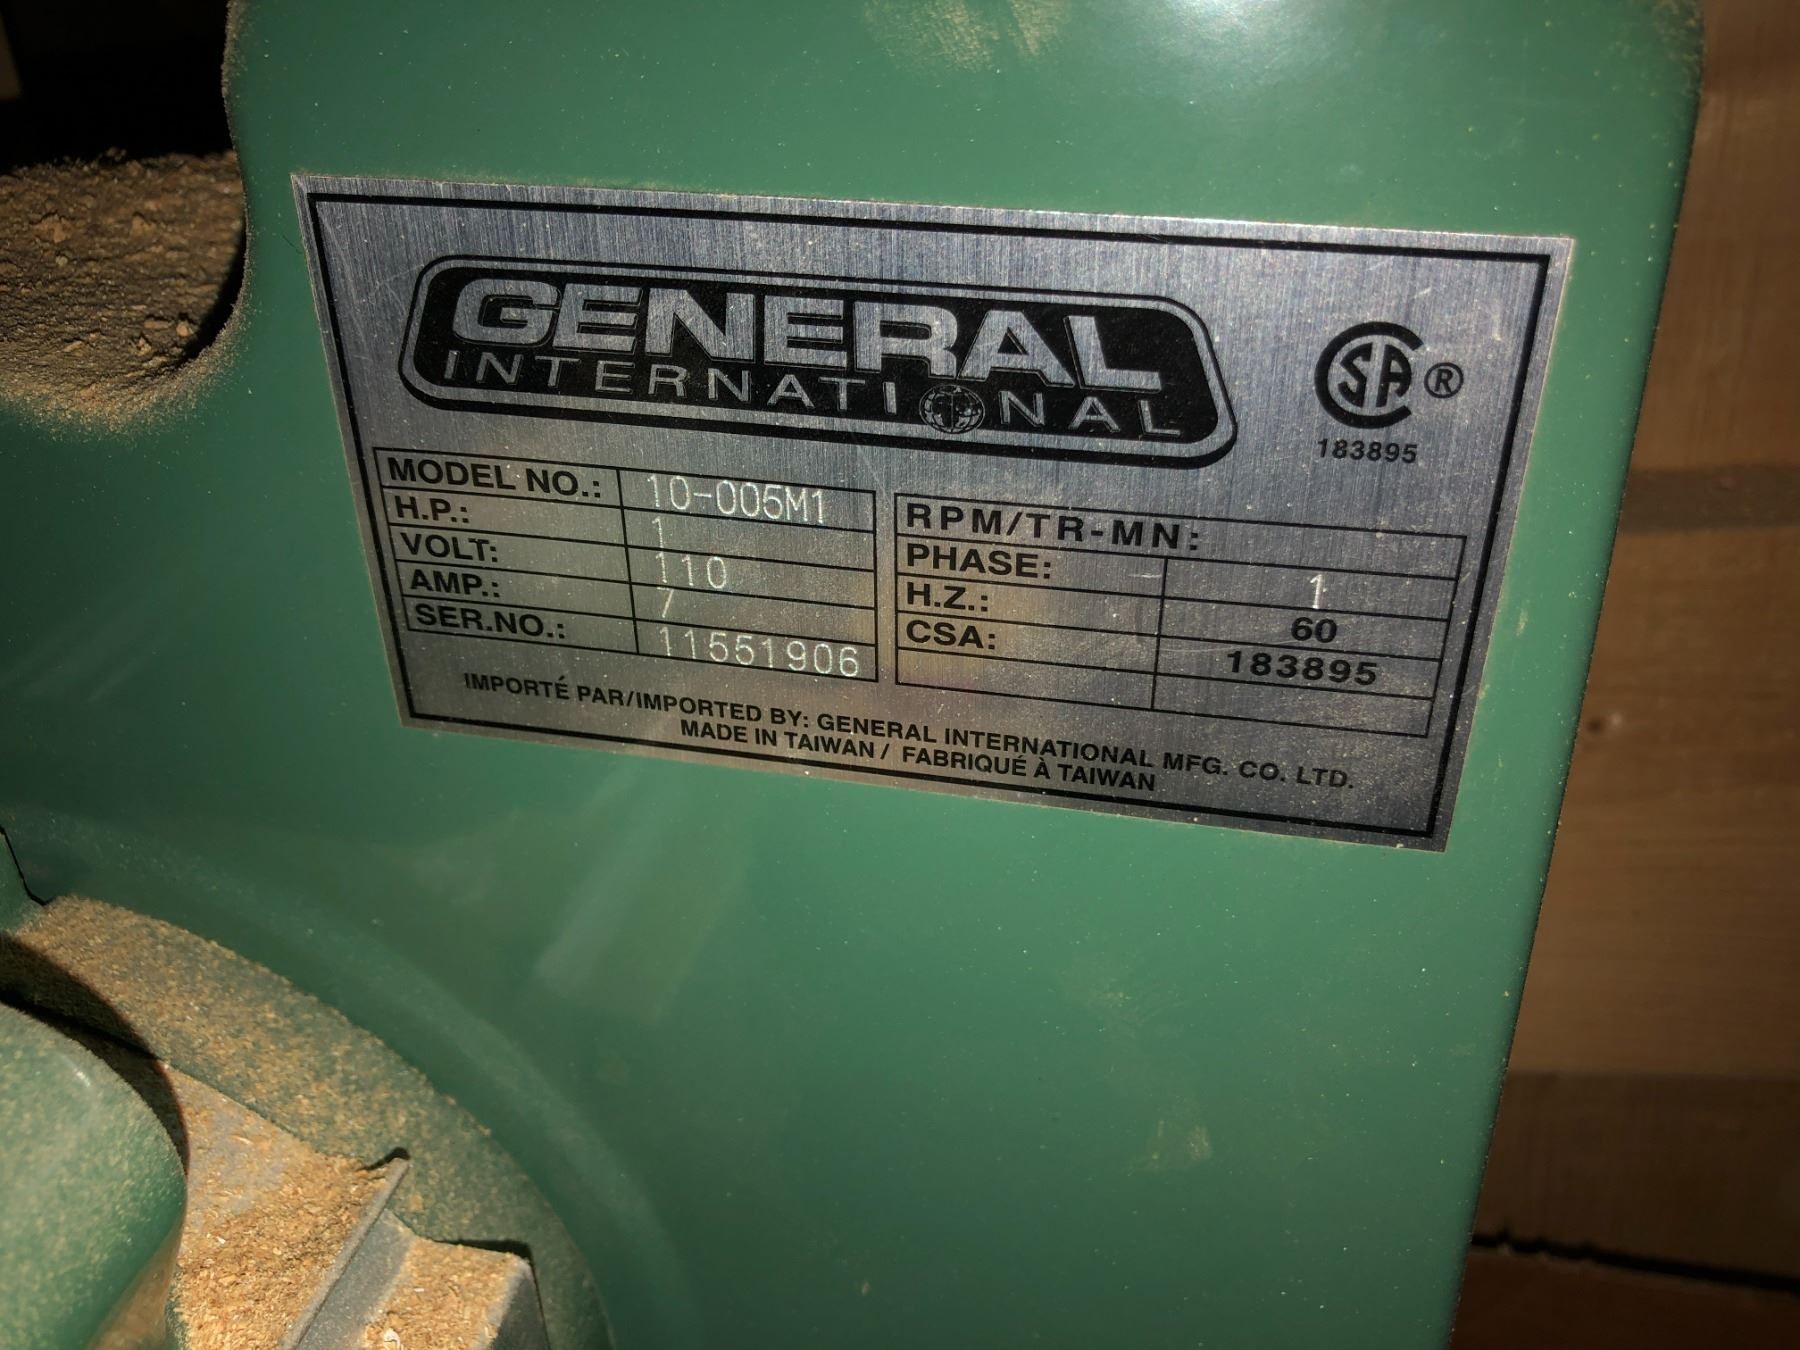 GENERAL
INTERNATIONAL
CSA ®
183895
MODEL NO.: 10-005M1
H.P.: 1
VOLT: 110
AMP.: 7
SER.NO.: 11551906
RPM/TR-MN:
PHASE: 1
H.Z.: 60
CSA: 183895
IMPORTÉ PAR/IMPORTED BY: GENERAL INTERNATIONAL MFG. CO. LTD.
MADE IN TAIWAN / FABRIQUÉ À TAIWAN